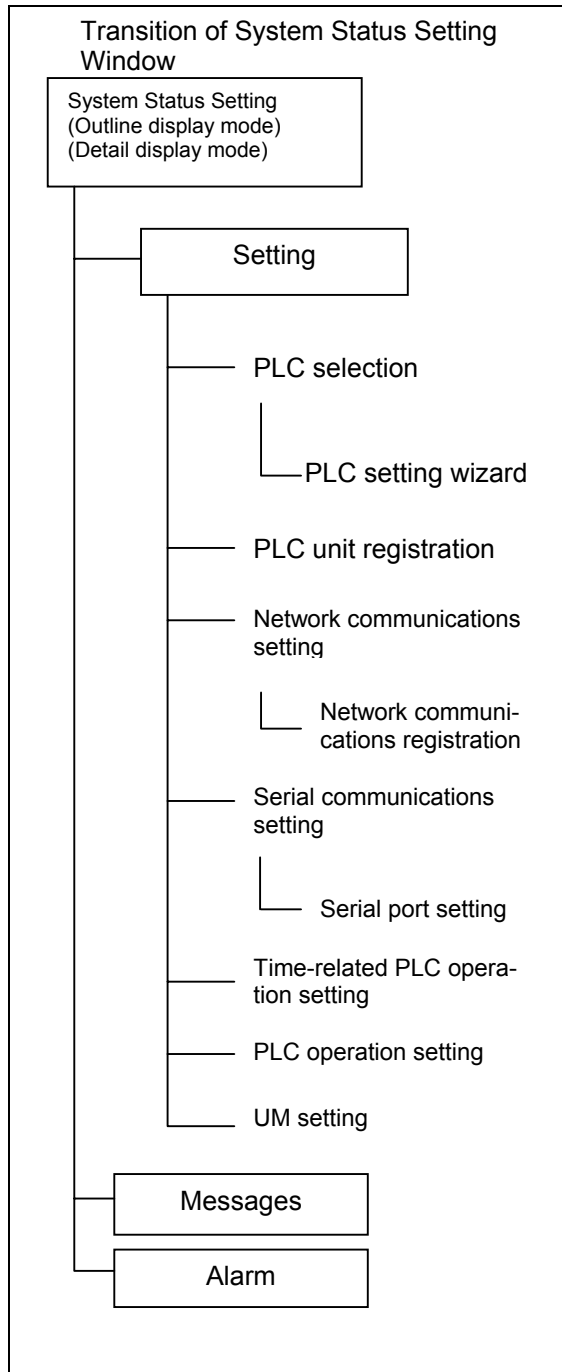 Transition of System Status Setting
Window
System Status Setting
(Outline display mode)
(Detail display mode)
Setting
PLC selection
PLC setting wizard
PLC unit registration
Network communications
setting
Network communi-
cations registration
Serial communications
setting
Serial port setting
Time-related PLC opera-
tion setting
PLC operation setting
UM setting
Messages
Alarm